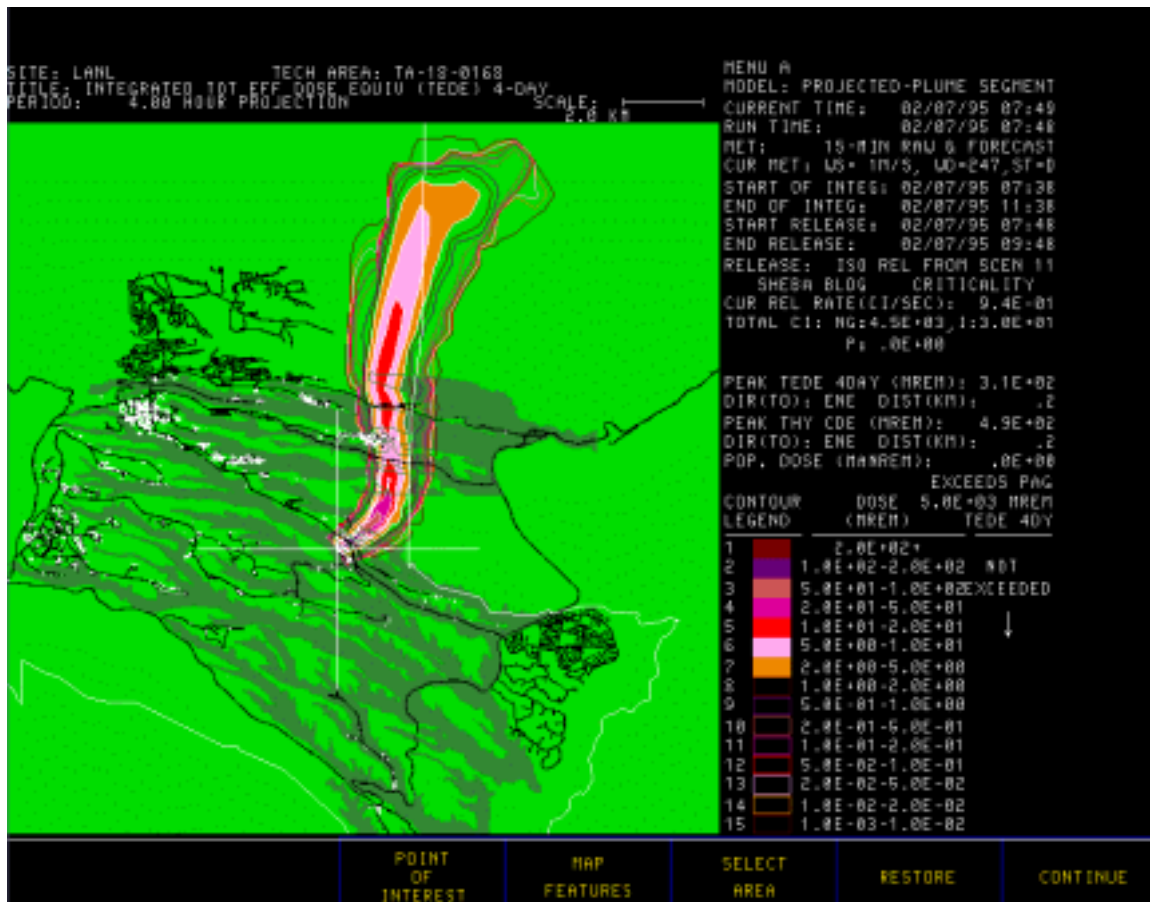 SITE: LANL TECH AREA: TA-18-0168
TITLE: INTEGRATED TOT EFF DOSE EQUIV (TEDE) 4-DAY
PERIOD: 4.00 HOUR PROJECTION SCALE:
2.0 KM
MENU A
MODEL: PROJECTED-PLUME SEGMENT
CURRENT TIME: 02/07/95 07:49
RUN TIME: 02/07/95 07:48
MET: 15-MIN RAW & FORECAST
CUR MET: WS= 1M/S, WD=247,ST=D
START OF INTEG: 02/07/95 07:38
END OF INTEG: 02/07/95 11:38
START RELEASE: 02/07/95 07:48
END RELEASE: 02/07/95 09:48
RELEASE: ISO REL FROM SCEN 11
SHEBA BLDG CRITICALITY
CUR REL RATE(CI/SEC): 9.4E-01
TOTAL CI: NG:4.5E+03,I:3.0E+01
P: .0E+00
PEAK TEDE 4DAY (MREM): 3.1E+02
DIR(TO): ENE DIST(KM): .2
PEAK THY CDE (MREM): 4.9E+02
DIR(TO): ENE DIST(KM): .2
POP. DOSE (MANREM): .0E+00
EXCEEDS PAG
CONTOUR DOSE 5.0E+03 MREM
LEGEND (MREM) TEDE 4DY
1 2.0E+02+
2 1.0E+02-2.0E+02 NOT
3 5.0E+01-1.0E+02EXCEEDED
4 2.0E+01-5.0E+01
5 1.0E+01-2.0E+01
6 5.0E+00-1.0E+01
7 2.0E+00-5.0E+00
8 1.0E+00-2.0E+00
9 5.0E-01-1.0E+00
10 2.0E-01-5.0E-01
11 1.0E-01-2.0E-01
12 5.0E-02-1.0E-01
13 2.0E-02-5.0E-02
14 1.0E-02-2.0E-02
15 1.0E-03-1.0E-02
POINT OF INTEREST
MAP FEATURES
SELECT AREA
RESTORE
CONTINUE